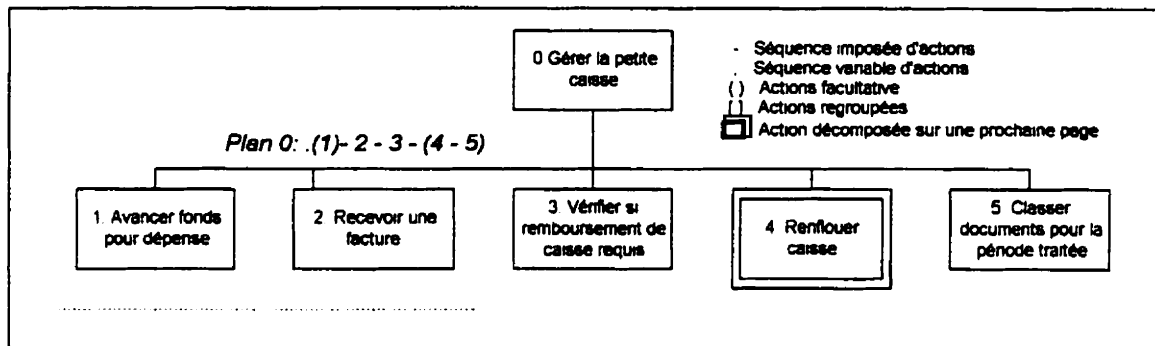 0 Gérer la petite
caisse
- Séquence imposée d'actions
. Séquence variable d'actions
( ) Actions facultative
[ ] Actions regroupées
Action décomposée sur une prochaine page
Plan 0: .(1)- 2 - 3 - (4 - 5)
1. Avancer fonds
pour dépense
2 Recevoir une
facture
3. Vérifier si
remboursement de
caisse requis
4 Renflouer
caisse
5 Classer
documents pour la
période traitée